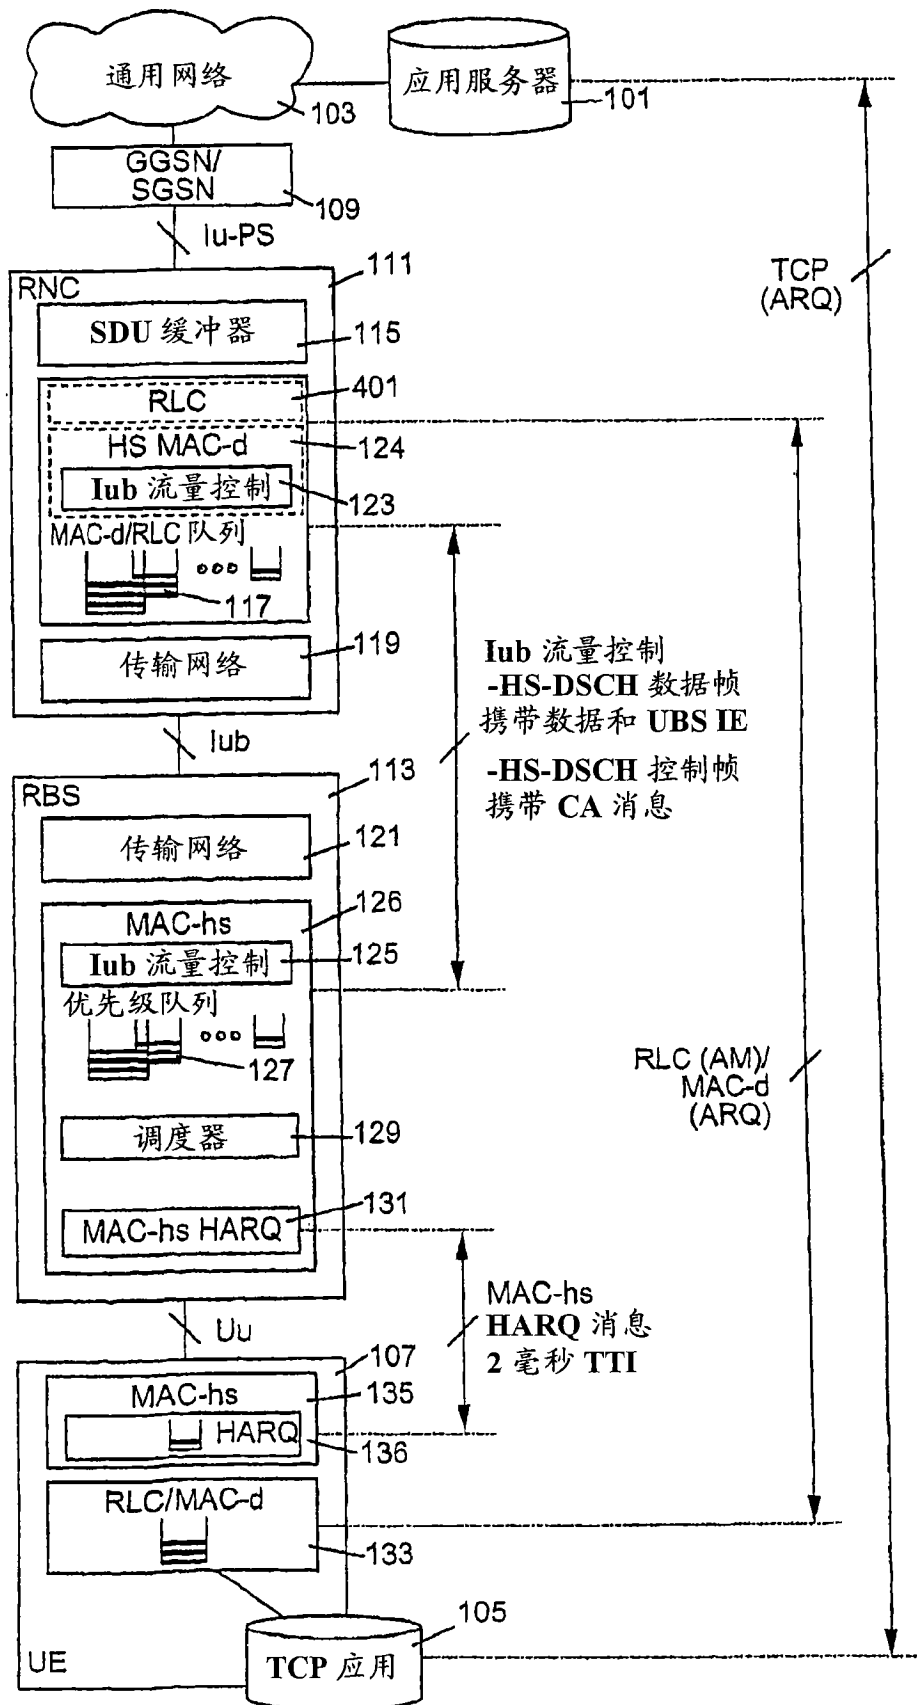 通用网络
103
应用服务器
101
GGSN/
SGSN
109
Iu-PS
RNC
111
SDU 缓冲器
115
RLC
401
HS MAC-d
124
Iub 流量控制
123
MAC-d/RLC 队列
117
传输网络
119
Iub
RBS
113
传输网络
121
MAC-hs
126
Iub 流量控制
125
优先级队列
127
调度器
129
MAC-hs HARQ
131
Uu
107
MAC-hs
135
HARQ
136
RLC/MAC-d
133
UE
TCP 应用
105
Iub 流量控制
-HS-DSCH 数据帧
携带数据和 UBS IE
-HS-DSCH 控制帧
携带 CA 消息
MAC-hs
HARQ 消息
2 毫秒 TTI
RLC (AM)/
MAC-d
(ARQ)
TCP
(ARQ)